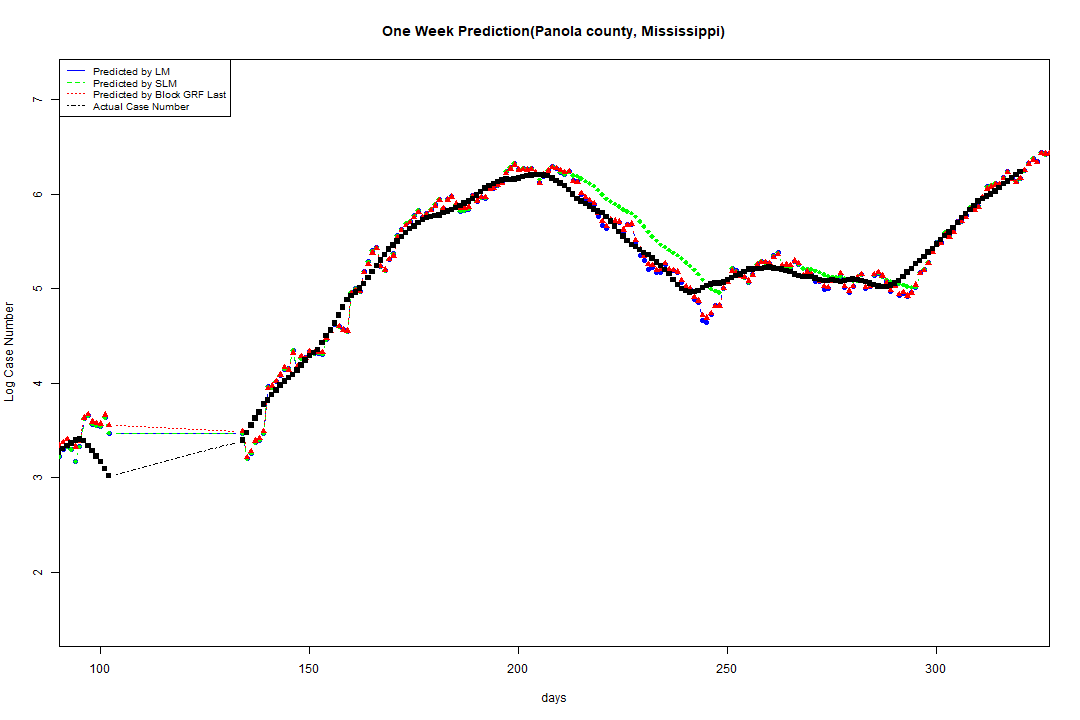 One Week Prediction(Panola county, Mississippi)
Predicted by LM
Predicted by SLM
Predicted by Block GRF Last
Actual Case Number
7
6
5
4
3
2
Log Case Number
100 150 200 250 300
days